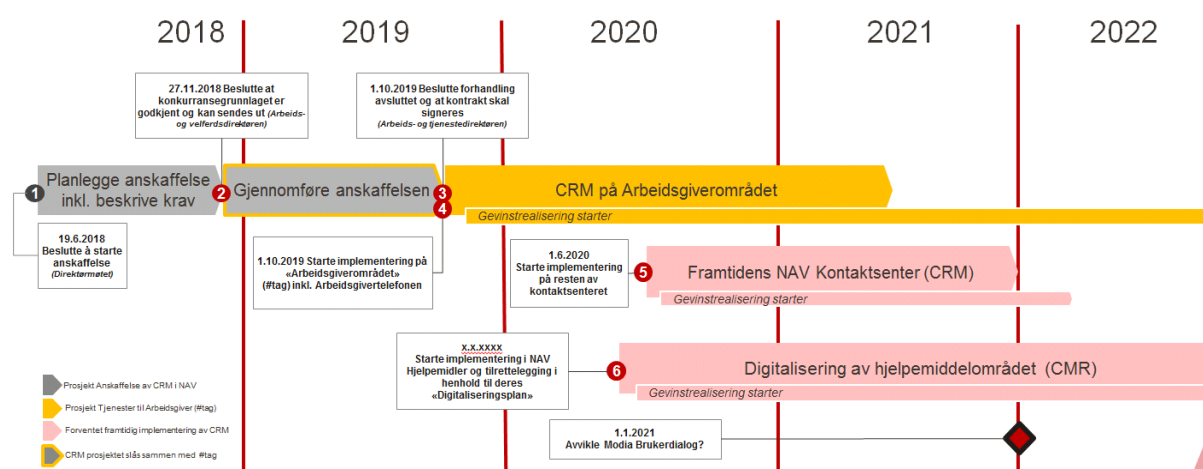 2018
2019
2020
2021
2022
27.11.2018 Beslutte at
konkurransegrunnlaget er
godkjent og kan sendes ut (Arbeids-
og velferdsdirektøren)
1.10.2019 Beslutte forhandling
avsluttet og at kontrakt skal
signeres
(Arbeids- og tjenestedirektøren)
1
Planlegge anskaffelse
inkl. beskrive krav
2
Gjennomføre anskaffelsen
3
4
CRM på Arbeidsgiverområdet
Gevinstrealisering starter
19.6.2018
Beslutte å starte
anskaffelse
(Direktørmøtet)
1.10.2019 Starte implementering på
«Arbeidsgiverområdet»
(#tag) inkl. Arbeidsgivertelefonen
1.6.2020
Starte implementering
på resten av
kontaktsenteret
5
Framtidens NAV Kontaktsenter (CRM)
Gevinstrealisering starter
x.x.xxxx
Starte implementering i NAV
Hjelpemidler og tilrettelegging i
henhold til deres
«Digitaliseringsplan»
6
Digitalisering av hjelpemiddelområdet (CMR)
Gevinstrealisering starter
1.1.2021
Avvikle Modia Brukerdialog?
Prosjekt Anskaffelse av CRM i NAV
Prosjekt Tjenester til Arbeidsgiver (#tag)
Forventet framtidig implementering av CRM
CRM prosjektet slås sammen med #tag